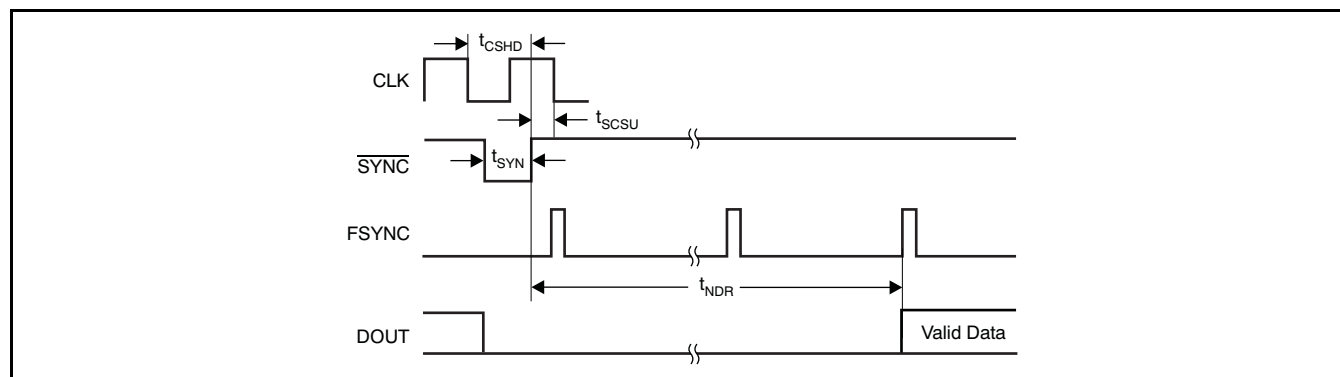 tCSHD
CLK
tSCSU
SYNC
tSYN
FSYNC
tNDR
DOUT
Valid Data